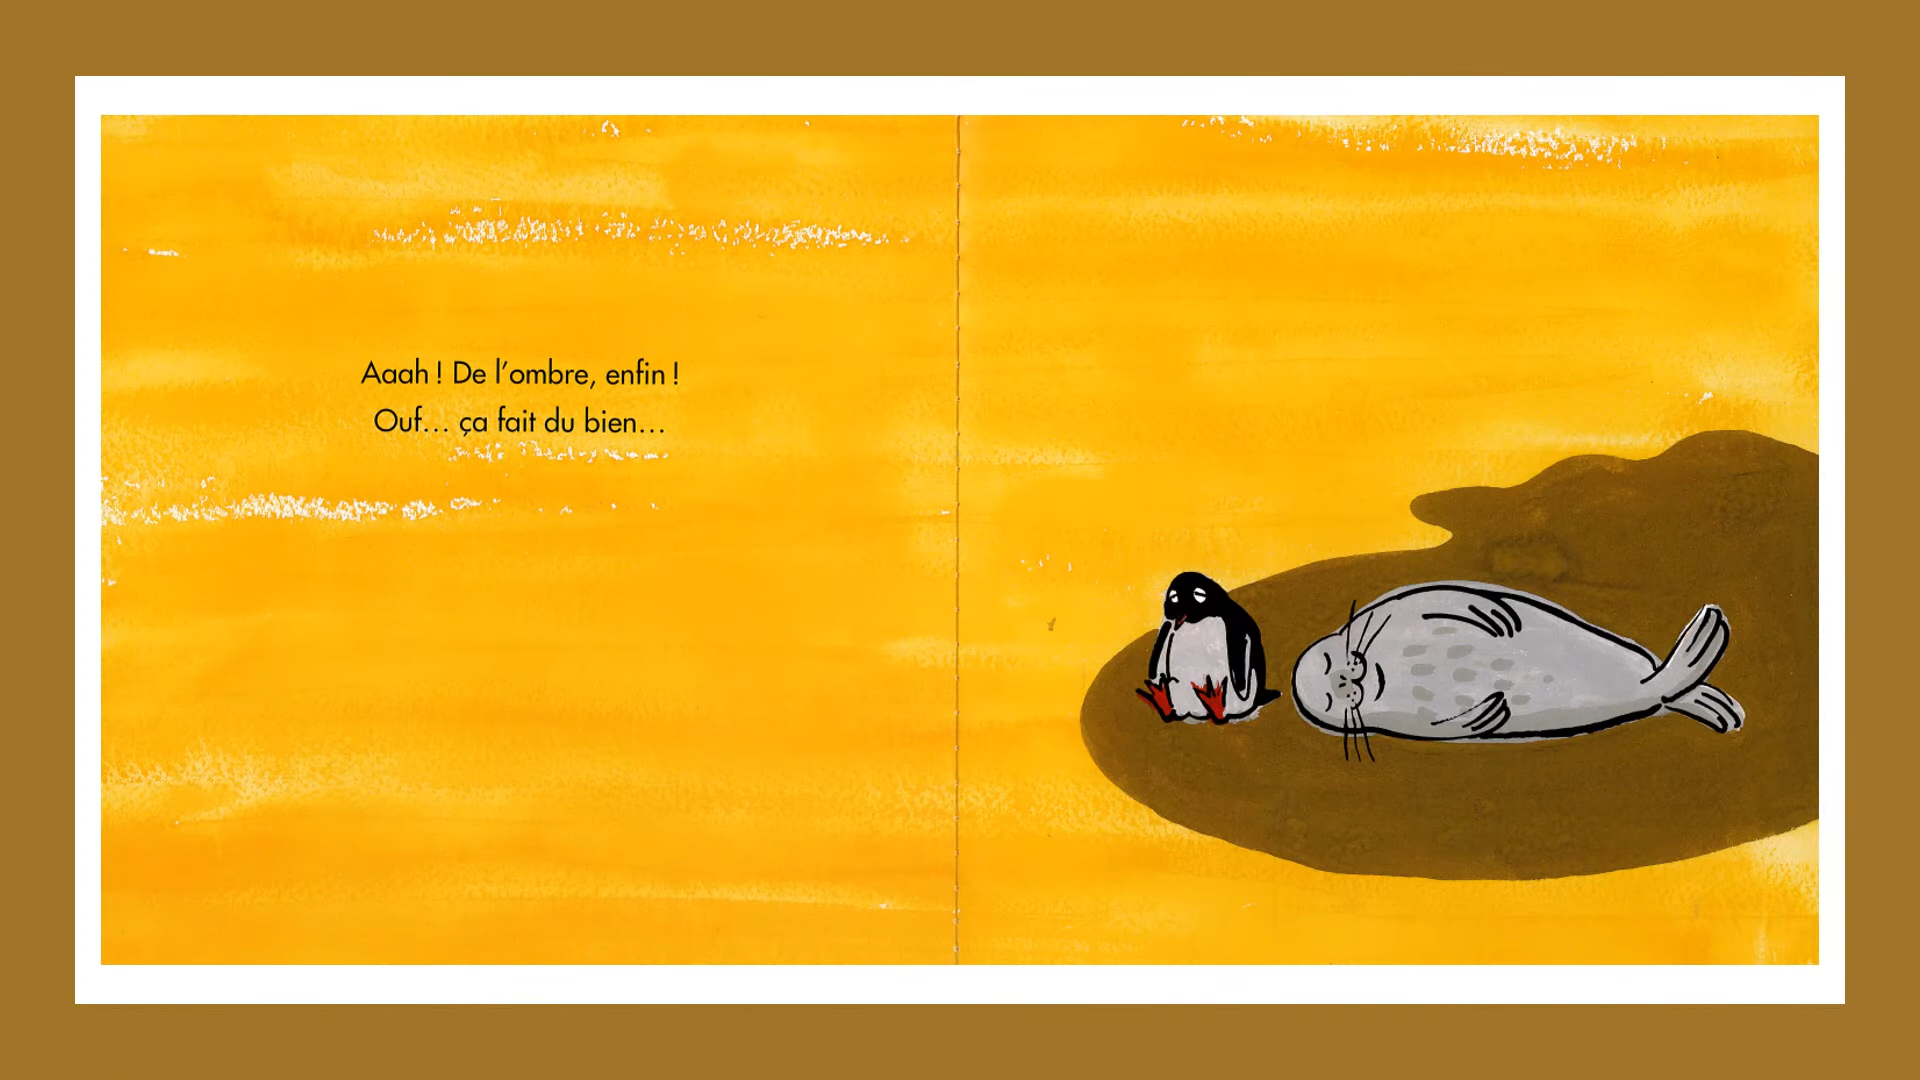 Aaah ! De l’ombre, enfin !
Ouf… ça fait du bien…